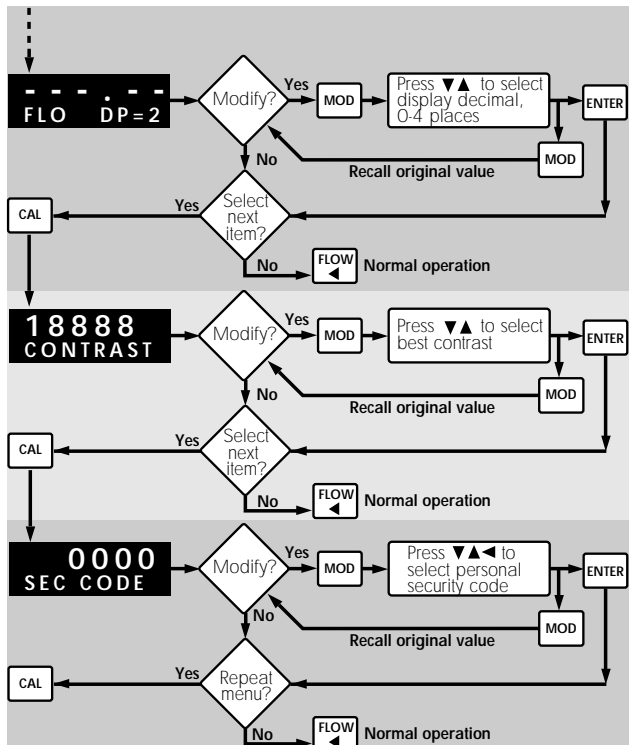 - - - . - -
FLO DP=2
Modify?
Yes
MOD
Press ▼▲ to select
display decimal,
0-4 places
ENTER
MOD
Recall original value
No
Select
next
item?
Yes
CAL
No
FLOW
◄
Normal operation
18888
CONTRAST
Modify?
Yes
MOD
Press ▼▲ to select
best contrast
ENTER
MOD
Recall original value
No
Select
next
item?
Yes
CAL
No
FLOW
◄
Normal operation
0000
SEC CODE
Modify?
Yes
MOD
Press ▼▲◄ to
select personal
security code
ENTER
MOD
Recall original value
No
Repeat
menu?
Yes
CAL
No
FLOW
◄
Normal operation